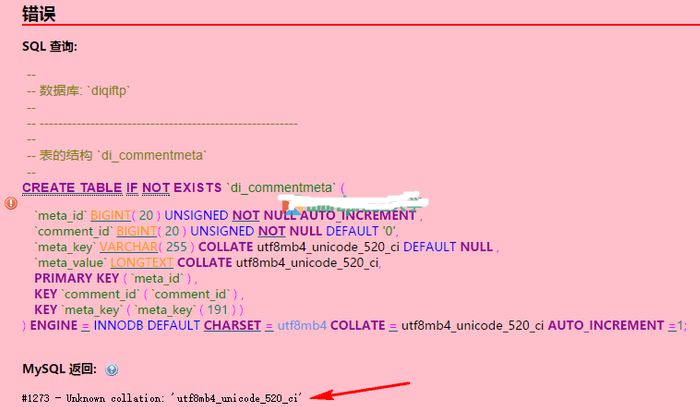 错误
SQL 查询:
--
-- 数据库: `diqiftp`
--
-- ----------------------------------------------------------
--
-- 表的结构 `di_commentmeta`
--
CREATE TABLE IF NOT EXISTS `di_commentmeta` (
`meta_id` BIGINT( 20 ) UNSIGNED NOT NULL AUTO_INCREMENT ,
`comment_id` BIGINT( 20 ) UNSIGNED NOT NULL DEFAULT '0',
`meta_key` VARCHAR( 255 ) COLLATE utf8mb4_unicode_520_ci DEFAULT NULL ,
`meta_value` LONGTEXT COLLATE utf8mb4_unicode_520_ci,
PRIMARY KEY ( `meta_id` ) ,
KEY `comment_id` ( `comment_id` ) ,
KEY `meta_key` ( `meta_key` ( 191 ) )
) ENGINE = INNODB DEFAULT CHARSET = utf8mb4 COLLATE = utf8mb4_unicode_520_ci AUTO_INCREMENT =1;
MySQL 返回:
#1273 - Unknown collation: 'utf8mb4_unicode_520_ci'